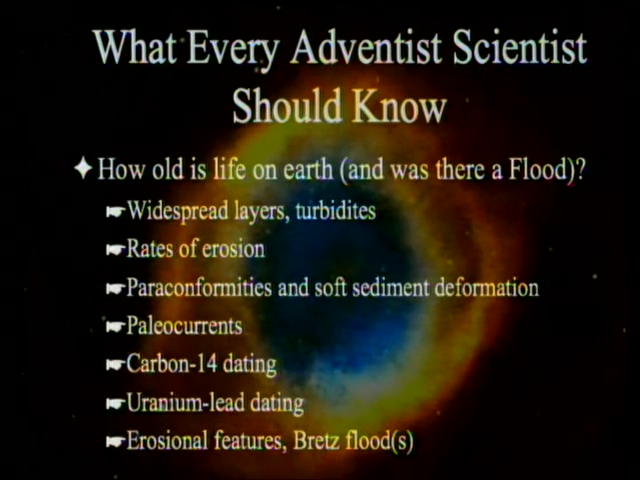 What Every Adventist Scientist
Should Know
✦How old is life on earth (and was there a Flood)?
☛Widespread layers, turbidites
☛Rates of erosion
☛Paraconformities and soft sediment deformation
☛Paleocurrents
☛Carbon-14 dating
☛Uranium-lead dating
☛Erosional features, Bretz flood(s)